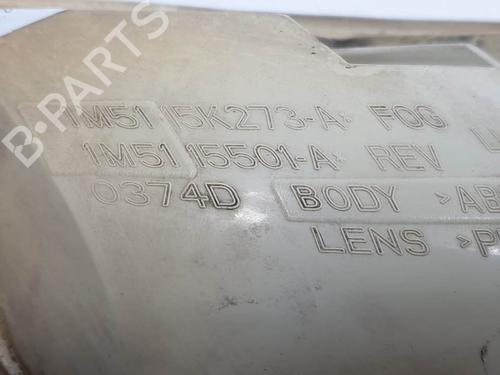 B-PARTS
1M51 15K273-A FOG
1M51 15501-A REV
0374D BODY >AB
LENS >P